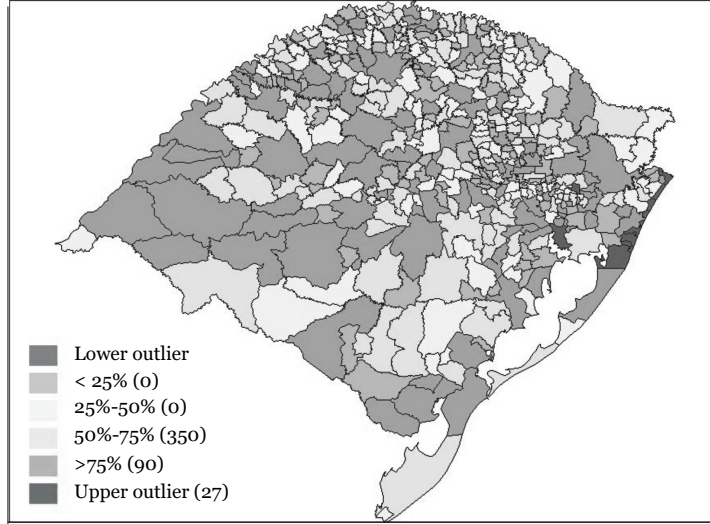 Lower outlier
< 25% (0)
25%-50% (0)
50%-75% (350)
>75% (90)
Upper outlier (27)